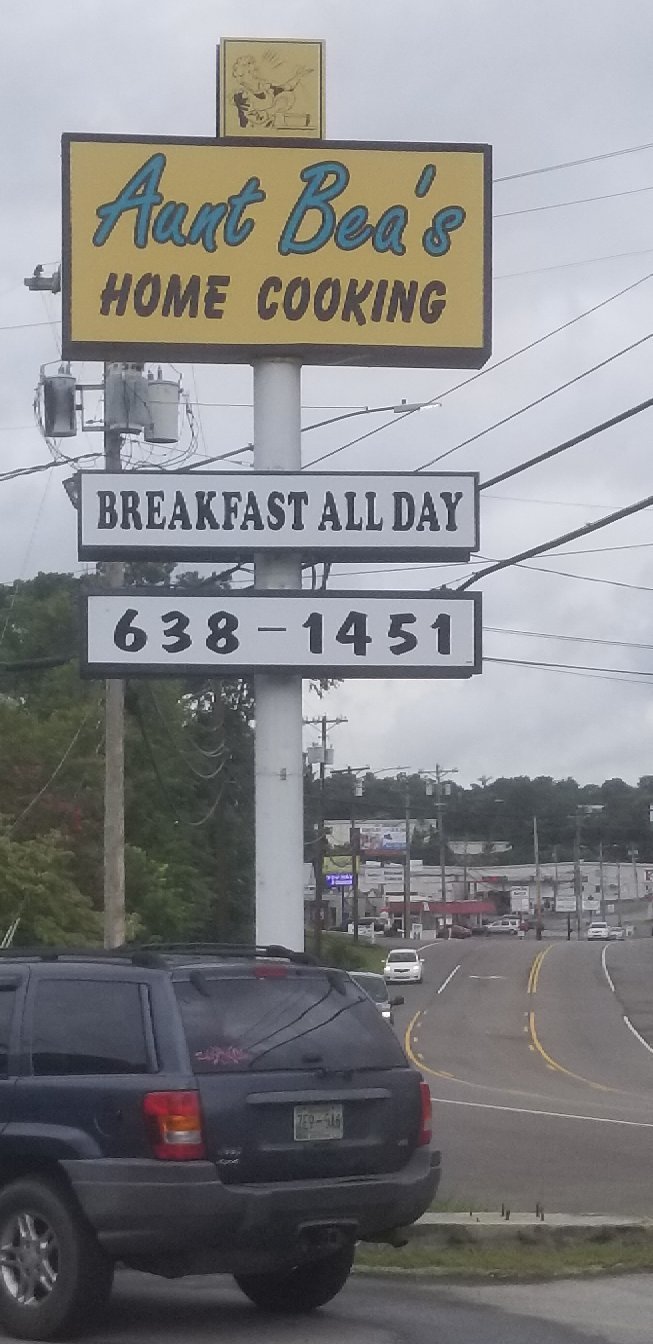 Aunt Bea's
HOME COOKING
BREAKFAST ALL DAY
638-1451